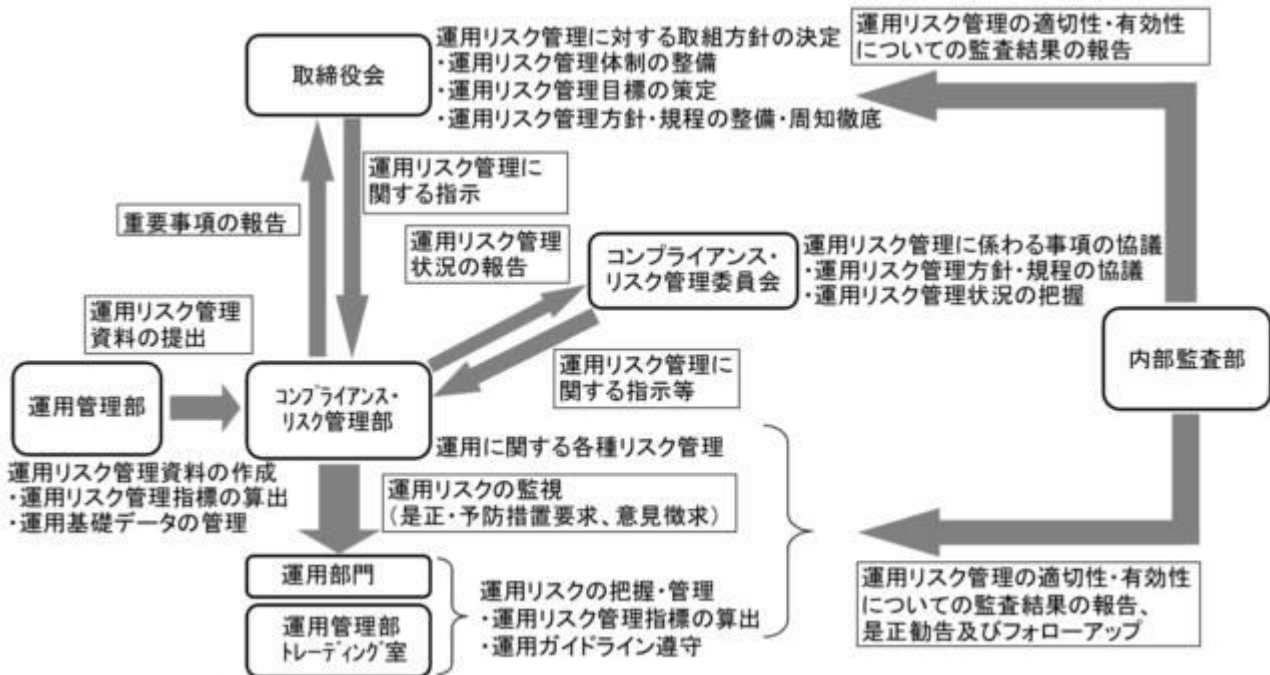 取締役会
運用リスク管理に対する取組方針の決定
・運用リスク管理体制の整備
・運用リスク管理目標の策定
・運用リスク管理方針・規程の整備・周知徹底
運用リスク管理の適切性・有効性
についての監査結果の報告
運用リスク管理に
関する指示
重要事項の報告
運用リスク管理
状況の報告
コンプライアンス・
リスク管理委員会
運用リスク管理に係わる事項の協議
・運用リスク管理方針・規程の協議
・運用リスク管理状況の把握
運用リスク管理
資料の提出
運用リスク管理に
関する指示等
内部監査部
運用管理部
コンプライアンス・
リスク管理部
運用に関する各種リスク管理
運用リスク管理資料の作成
・運用リスク管理指標の算出
・運用基礎データの管理
運用リスクの監視
(是正・予防措置要求、意見徴求)
運用部門
運用管理部
トレーディング室
運用リスクの把握・管理
・運用リスク管理指標の算出
・運用ガイドライン遵守
運用リスク管理の適切性・有効性
についての監査結果の報告、
是正勧告及びフォローアップ